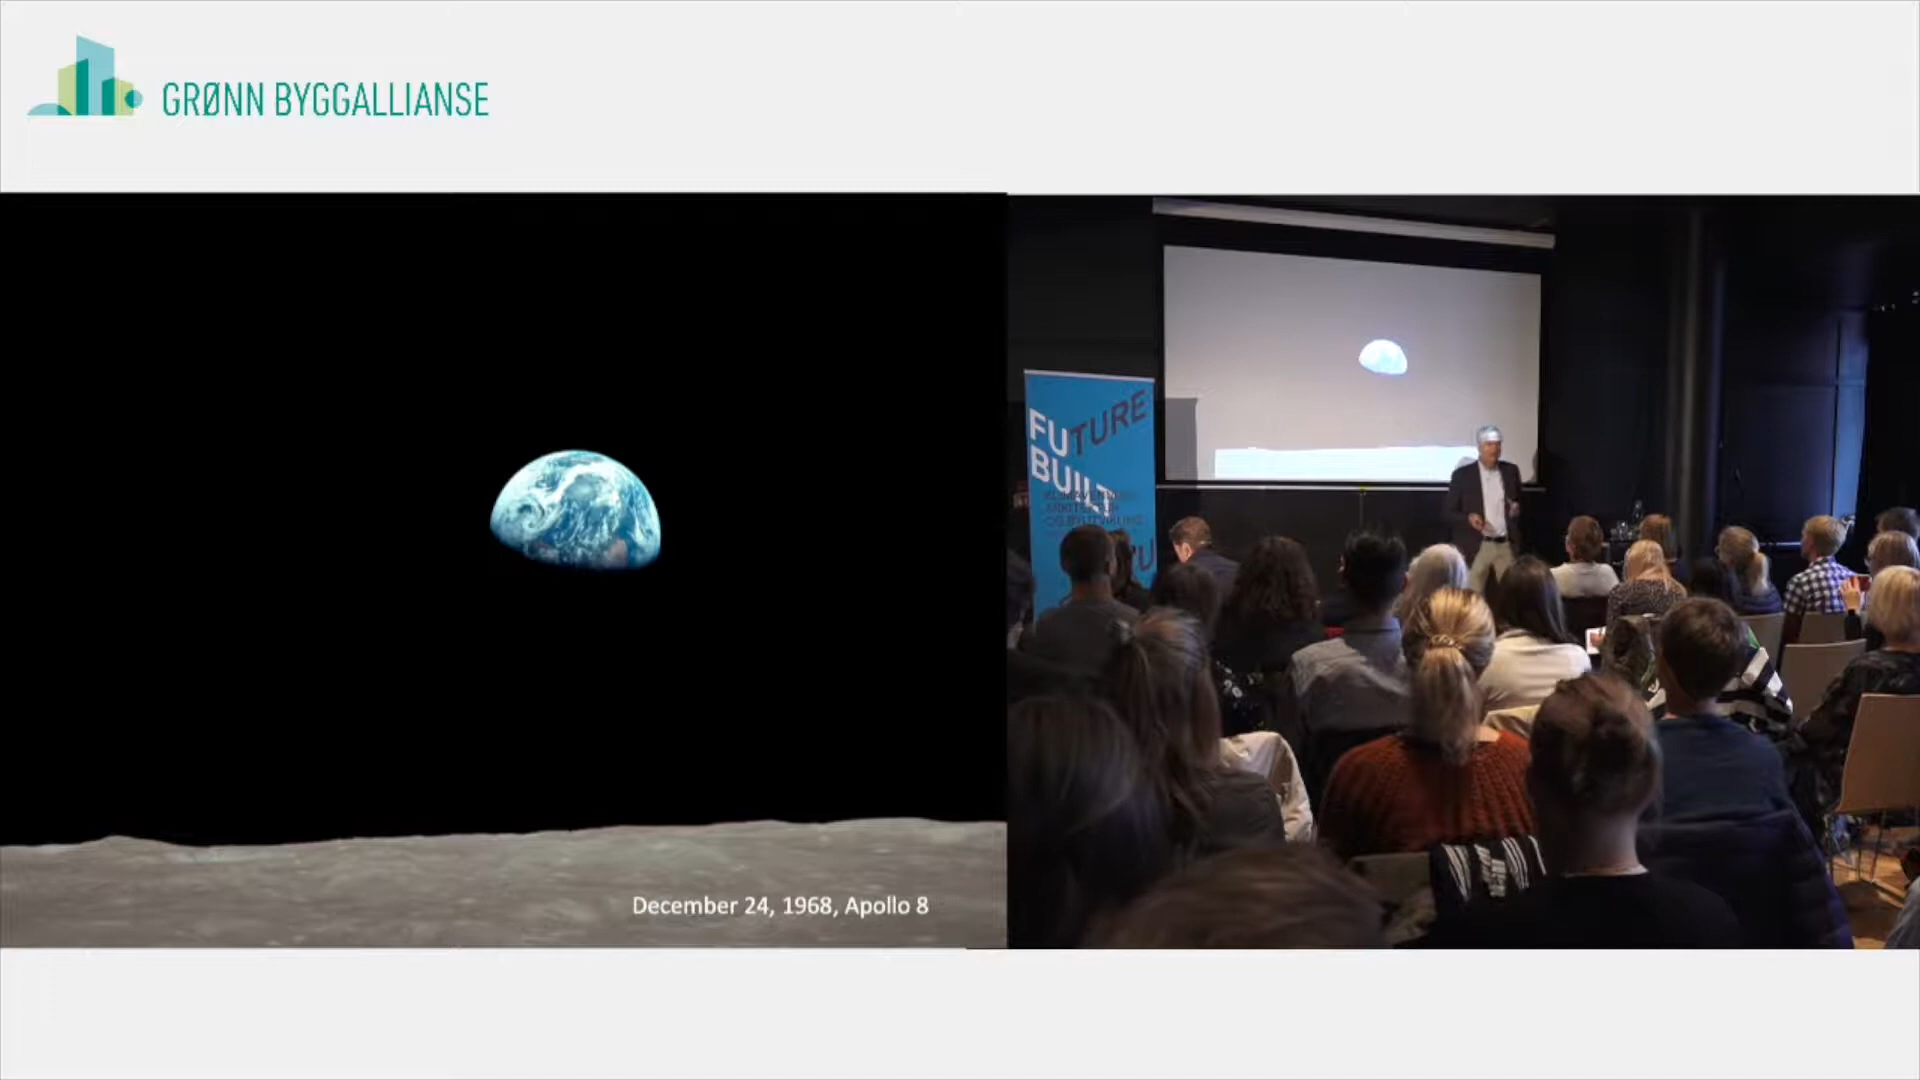 GRØNN BYGGALLIANSE
FUTURE
BUILT
December 24, 1968, Apollo 8